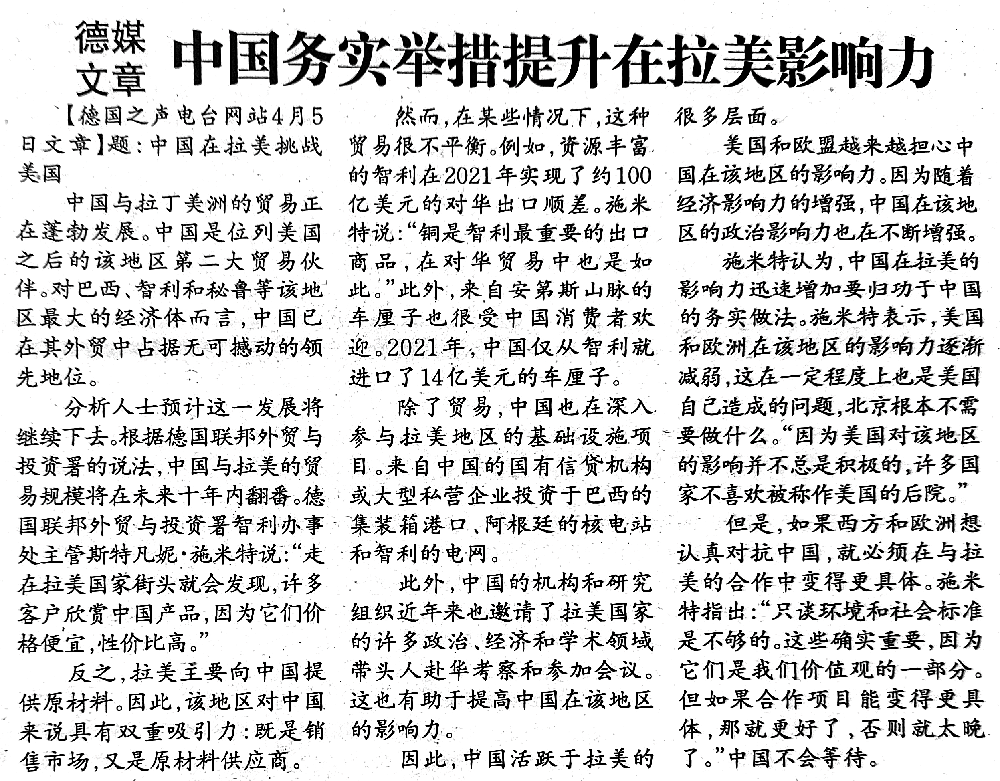 德媒
文章
中国务实举措提升在拉美影响力
【德国之声电台网站4月5
日文章】题：中国在拉美挑战
美国
中国与拉丁美洲的贸易正
在蓬勃发展。中国是位列美国
之后的该地区第二大贸易伙
伴。对巴西、智利和秘鲁等该地
区最大的经济体而言，中国已
在其外贸中占据无可撼动的领
先地位。
分析人士预计这一发展将
继续下去。根据德国联邦外贸与
投资署的说法，中国与拉美的贸
易规模将在未来十年内翻番。德
国联邦外贸与投资署智利办事
处主管斯特凡妮·施米特说：“走
在拉美国家街头就会发现，许多
客户欣赏中国产品，因为它们价
格便宜，性价比高。”
反之，拉美主要向中国提
供原材料。因此，该地区对中国
来说具有双重吸引力：既是销
售市场，又是原材料供应商。
然而，在某些情况下，这种
贸易很不平衡。例如，资源丰富
的智利在2021年实现了约100
亿美元的对华出口顺差。施米
特说：“铜是智利最重要的出口
商品，在对华贸易中也是如
此。”此外，来自安第斯山脉的
车厘子也很受中国消费者欢
迎。2021年，中国仅从智利就
进口了14亿美元的车厘子。
除了贸易，中国也在深入
参与拉美地区的基础设施项
目。来自中国的国有信贷机构
或大型私营企业投资于巴西的
集装箱港口、阿根廷的核电站
和智利的电网。
此外，中国的机构和研究
组织近年来也邀请了拉美国家
的许多政治、经济和学术领域
带头人赴华考察和参加会议。
这也有助于提高中国在该地区
的影响力。
因此，中国活跃于拉美的
很多层面。
美国和欧盟越来越担心中
国在该地区的影响力。因为随着
经济影响力的增强，中国在该地
区的政治影响力也在不断增强。
施米特认为，中国在拉美的
影响力迅速增加要归功于中国
的务实做法。施米特表示，美国
和欧洲在该地区的影响力逐渐
减弱，这在一定程度上也是美国
自己造成的问题，北京根本不需
要做什么。“因为美国对该地区
的影响并不总是积极的，许多国
家不喜欢被称作美国的后院。”
但是，如果西方和欧洲想
认真对抗中国，就必须在与拉
美的合作中变得更具体。施米
特指出：“只谈环境和社会标准
是不够的。这些确实重要，因为
它们是我们价值观的一部分。
但如果合作项目能变得更具
体，那就更好了，否则就太晚
了。”中国不会等待。